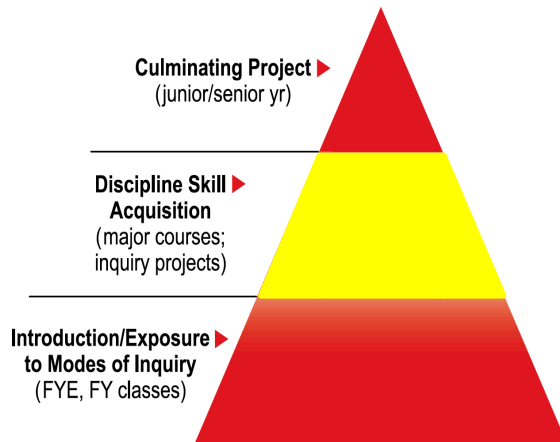 Culminating Project
(junior/senior yr)
Discipline Skill
Acquisition
(major courses;
inquiry projects)
Introduction/Exposure
to Modes of Inquiry
(FYE, FY classes)